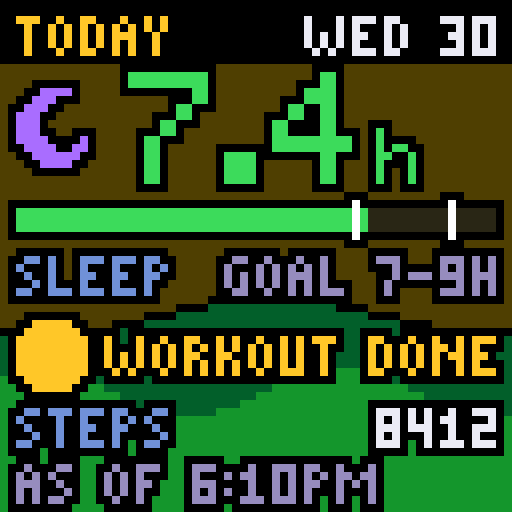 TODAY WED 30
7.4h
SLEEP GOAL 7-9H
WORKOUT DONE
STEPS 8412
AS OF 6:10PM